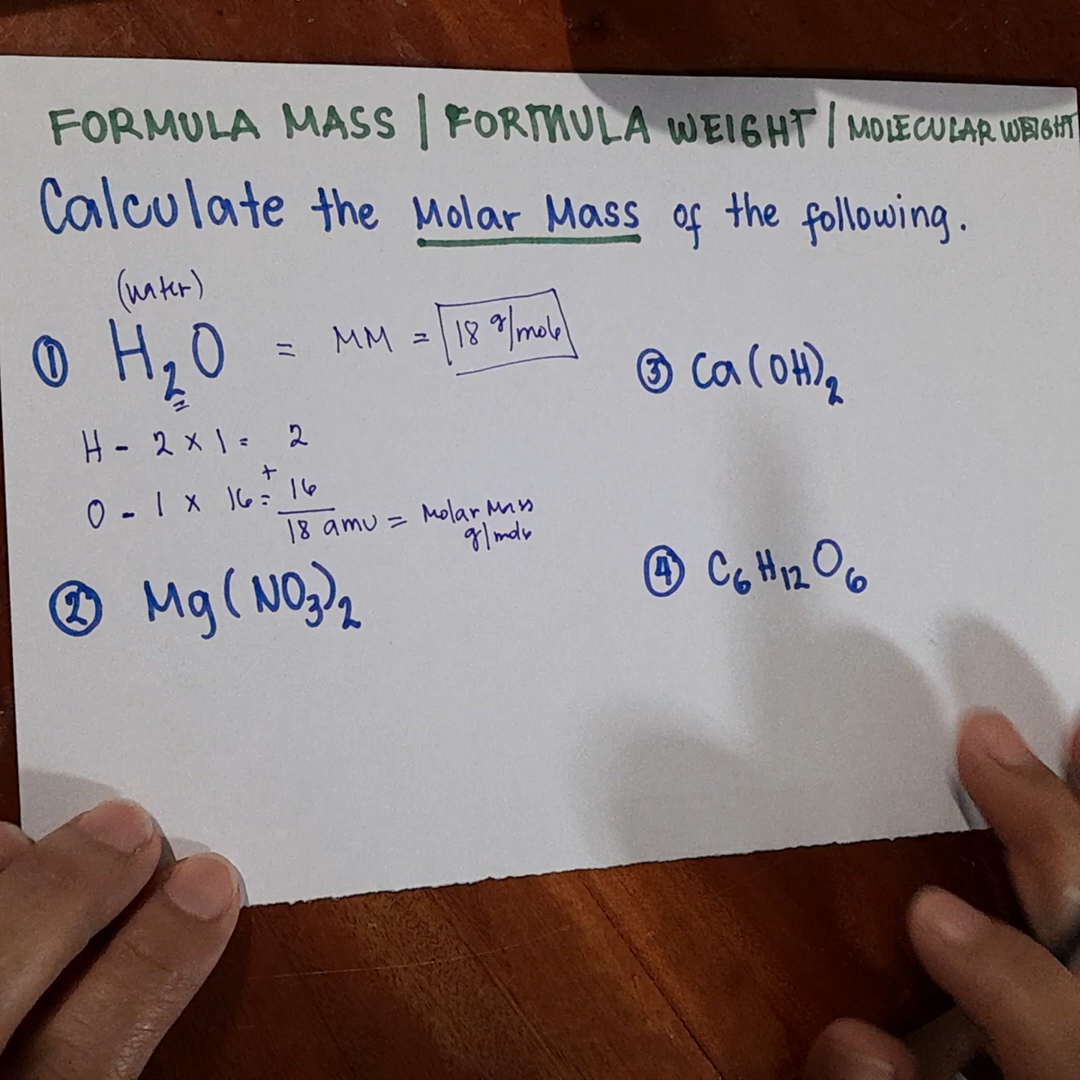 FORMULA MASS | FORMULA WEIGHT | MOLECULAR WEIGHT
Calculate the Molar Mass of the following.
(water)
① H₂O = MM = 18 g/mole
H - 2 x 1 = 2
O - 1 x 16 = + 16
18 amu = Molar Mass
g/mole
② Mg(NO₃)₂
③ Ca(OH)₂
④ C₆H₁₂O₆